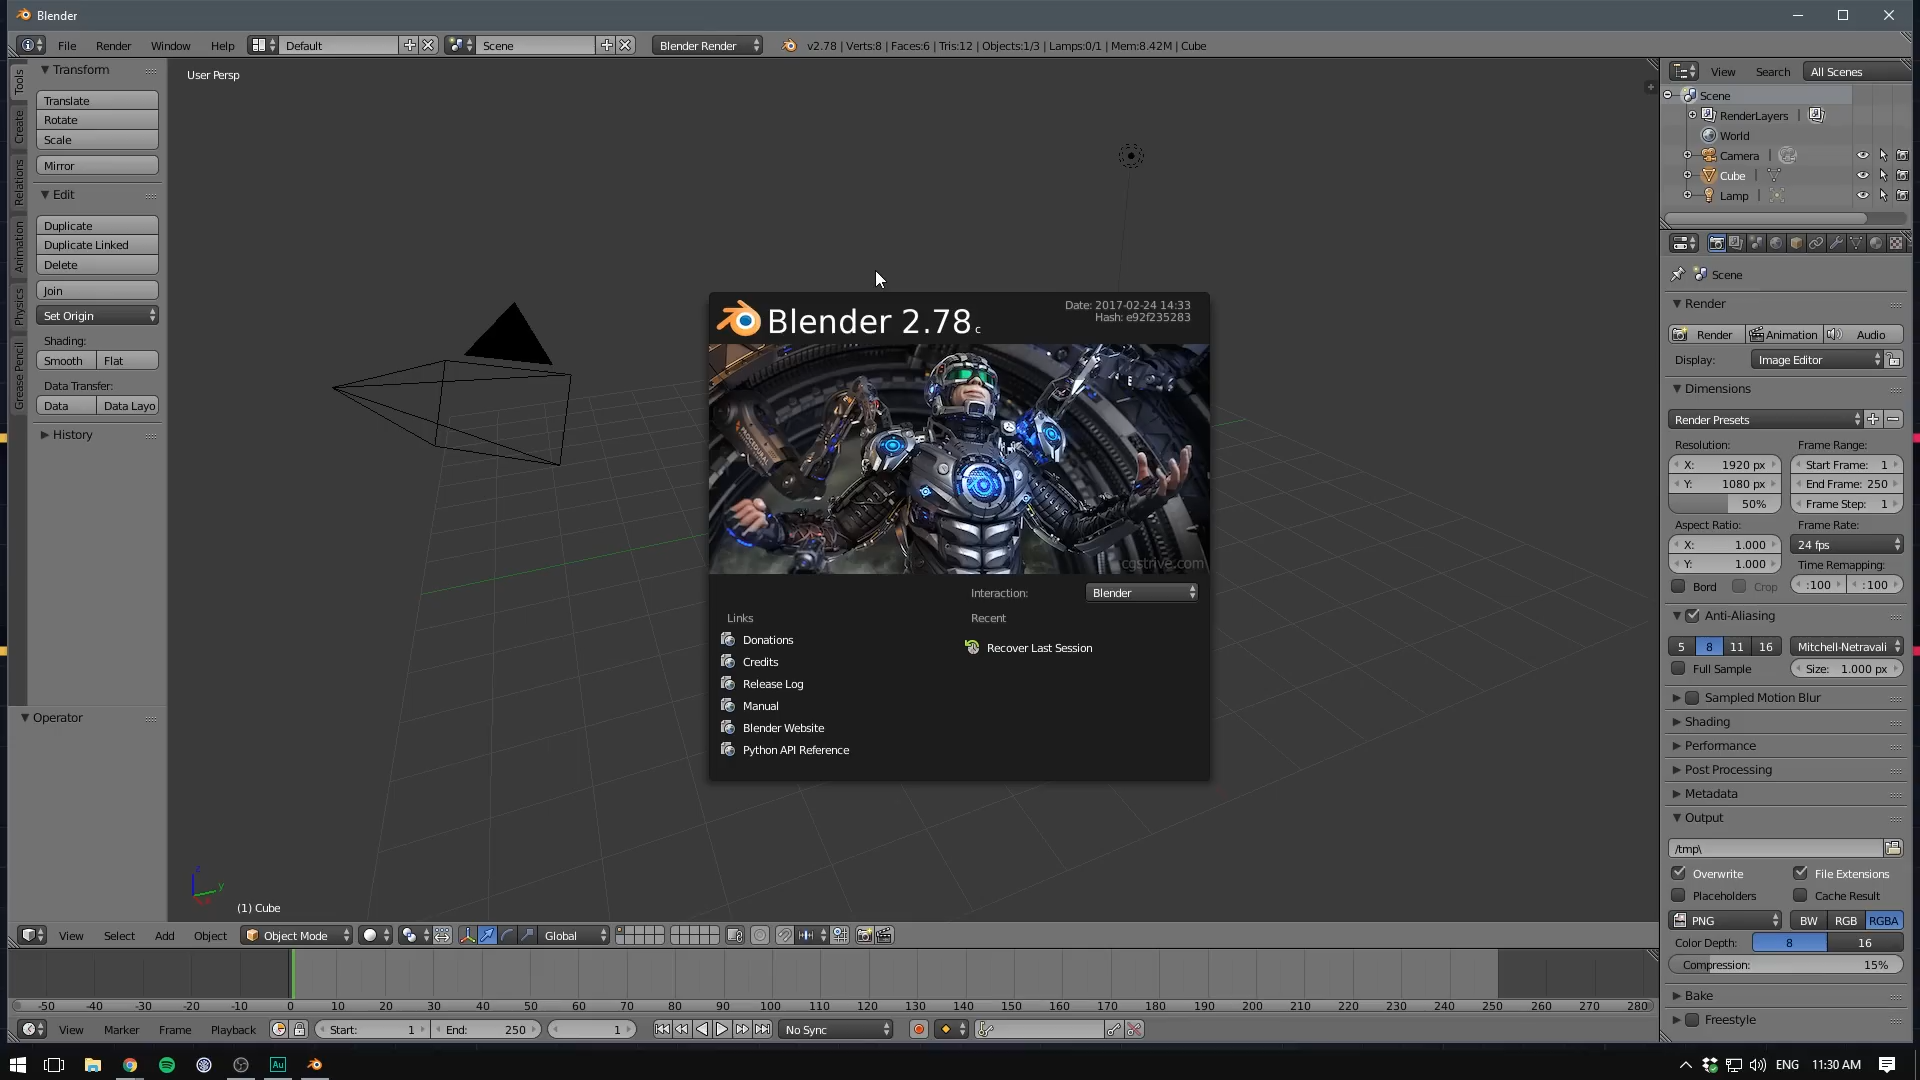 Blender
File Render Window Help Default Scene Blender Render v2.78 | Verts:8 | Faces:6 | Tris:12 | Objects:1/3 | Lamps:0/1 | Mem:8.42M | Cube
Tools
Create
Relations
Animation
Physics
Grease Pencil
Transform
Translate
Rotate
Scale
Mirror
Edit
Duplicate
Duplicate Linked
Delete
Join
Set Origin
Shading:
Smooth Flat
Data Transfer:
Data Data Layo
History
Operator
User Persp
Blender 2.78c
Date: 2017-02-24 14:33
Hash: e92f235283
cgstrive.com
Interaction: Blender
Links
Donations
Credits
Release Log
Manual
Blender Website
Python API Reference
Recent
Recover Last Session
z
y
(1) Cube
View Select Add Object Object Mode Global
-50 -40 -30 -20 -10 0 10 20 30 40 50 60 70 80 90 100 110 120 130 140 150 160 170 180 190 200 210 220 230 240 250 260 270 280
View Marker Frame Playback Start: 1 End: 250 1 No Sync
View Search All Scenes
Scene
RenderLayers |
World
Camera |
Cube |
Lamp |
Scene
Render
Render Animation Audio
Display: Image Editor
Dimensions
Render Presets
Resolution: Frame Range:
X: 1920 px Start Frame: 1
Y: 1080 px End Frame: 250
50% Frame Step: 1
Aspect Ratio: Frame Rate:
X: 1.000 24 fps
Y: 1.000 Time Remapping:
Bord Crop :100 :100
Anti-Aliasing
5 8 11 16 Mitchell-Netravali
Full Sample Size: 1.000 px
Sampled Motion Blur
Shading
Performance
Post Processing
Metadata
Output
/tmp\
Overwrite File Extensions
Placeholders Cache Result
PNG BW RGB RGBA
Color Depth: 8 16
Compression: 15%
Bake
Freestyle
Au
ENG 11:30 AM